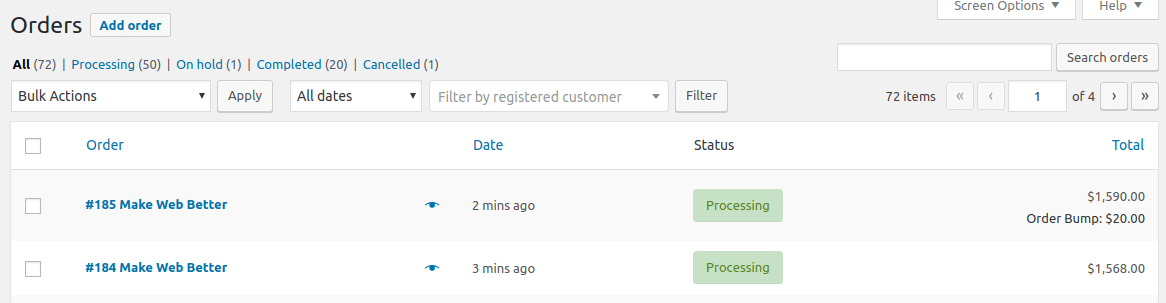 Screen Options ▼ Help ▼
Orders Add order
All (72) | Processing (50) | On hold (1) | Completed (20) | Cancelled (1)
Search orders
Bulk Actions Apply All dates Filter by registered customer Filter 72 items « ‹ 1 of 4 › »
Order Date Status Total
#185 Make Web Better 2 mins ago Processing $1,590.00
Order Bump: $20.00
#184 Make Web Better 3 mins ago Processing $1,568.00